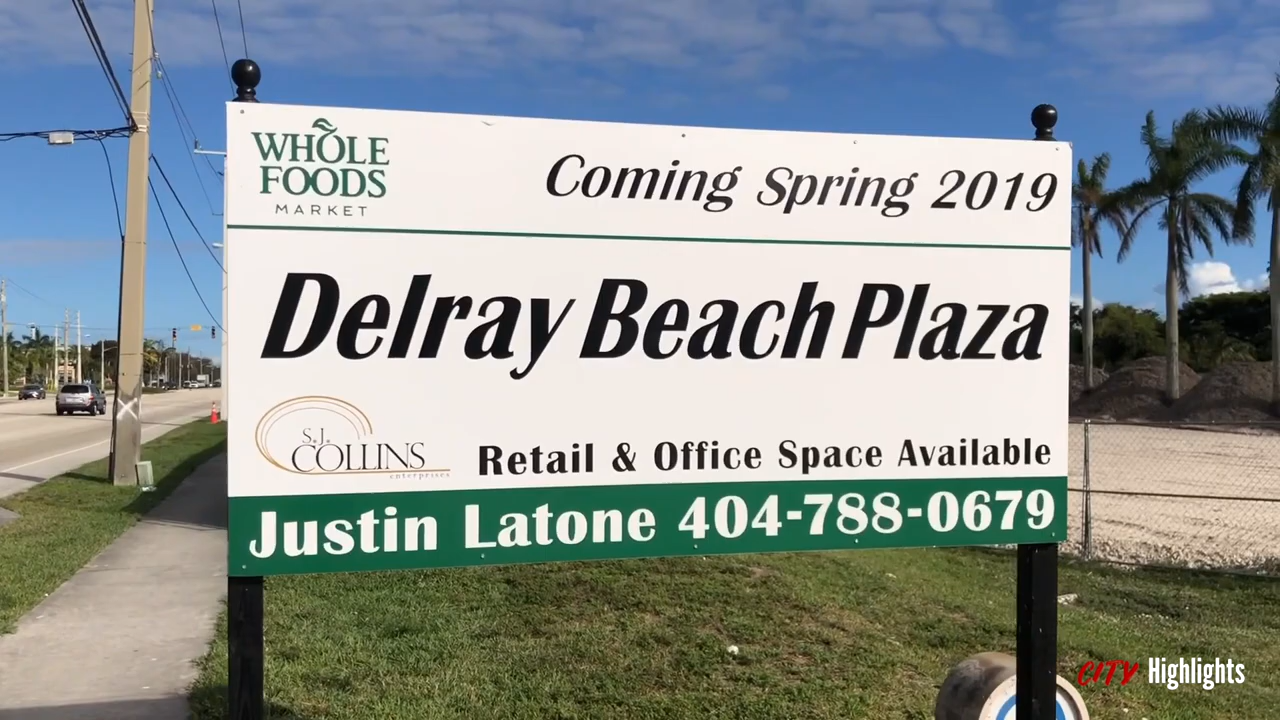 WHOLE
FOODS
MARKET
Coming Spring 2019
Delray Beach Plaza
S.J.
COLLINS
enterprises
Retail & Office Space Available
Justin Latone 404-788-0679
CITY Highlights